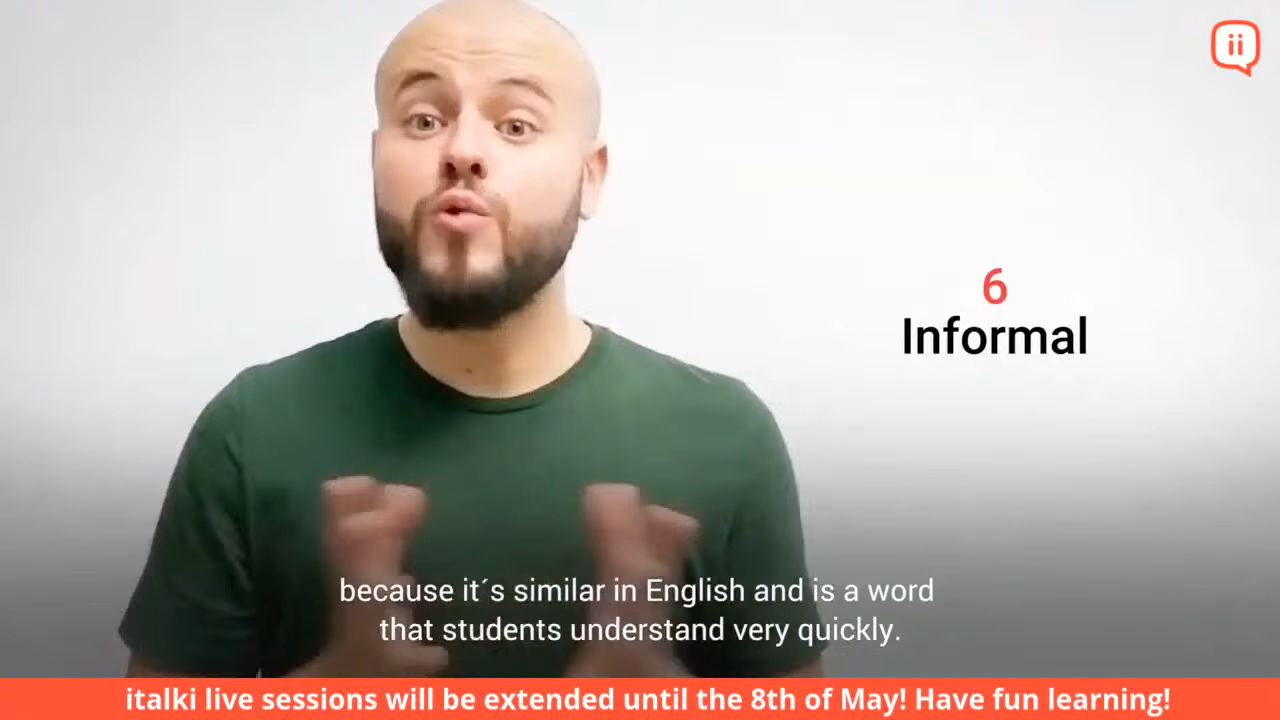 6
Informal
because it´s similar in English and is a word
that students understand very quickly.
italki live sessions will be extended until the 8th of May! Have fun learning!